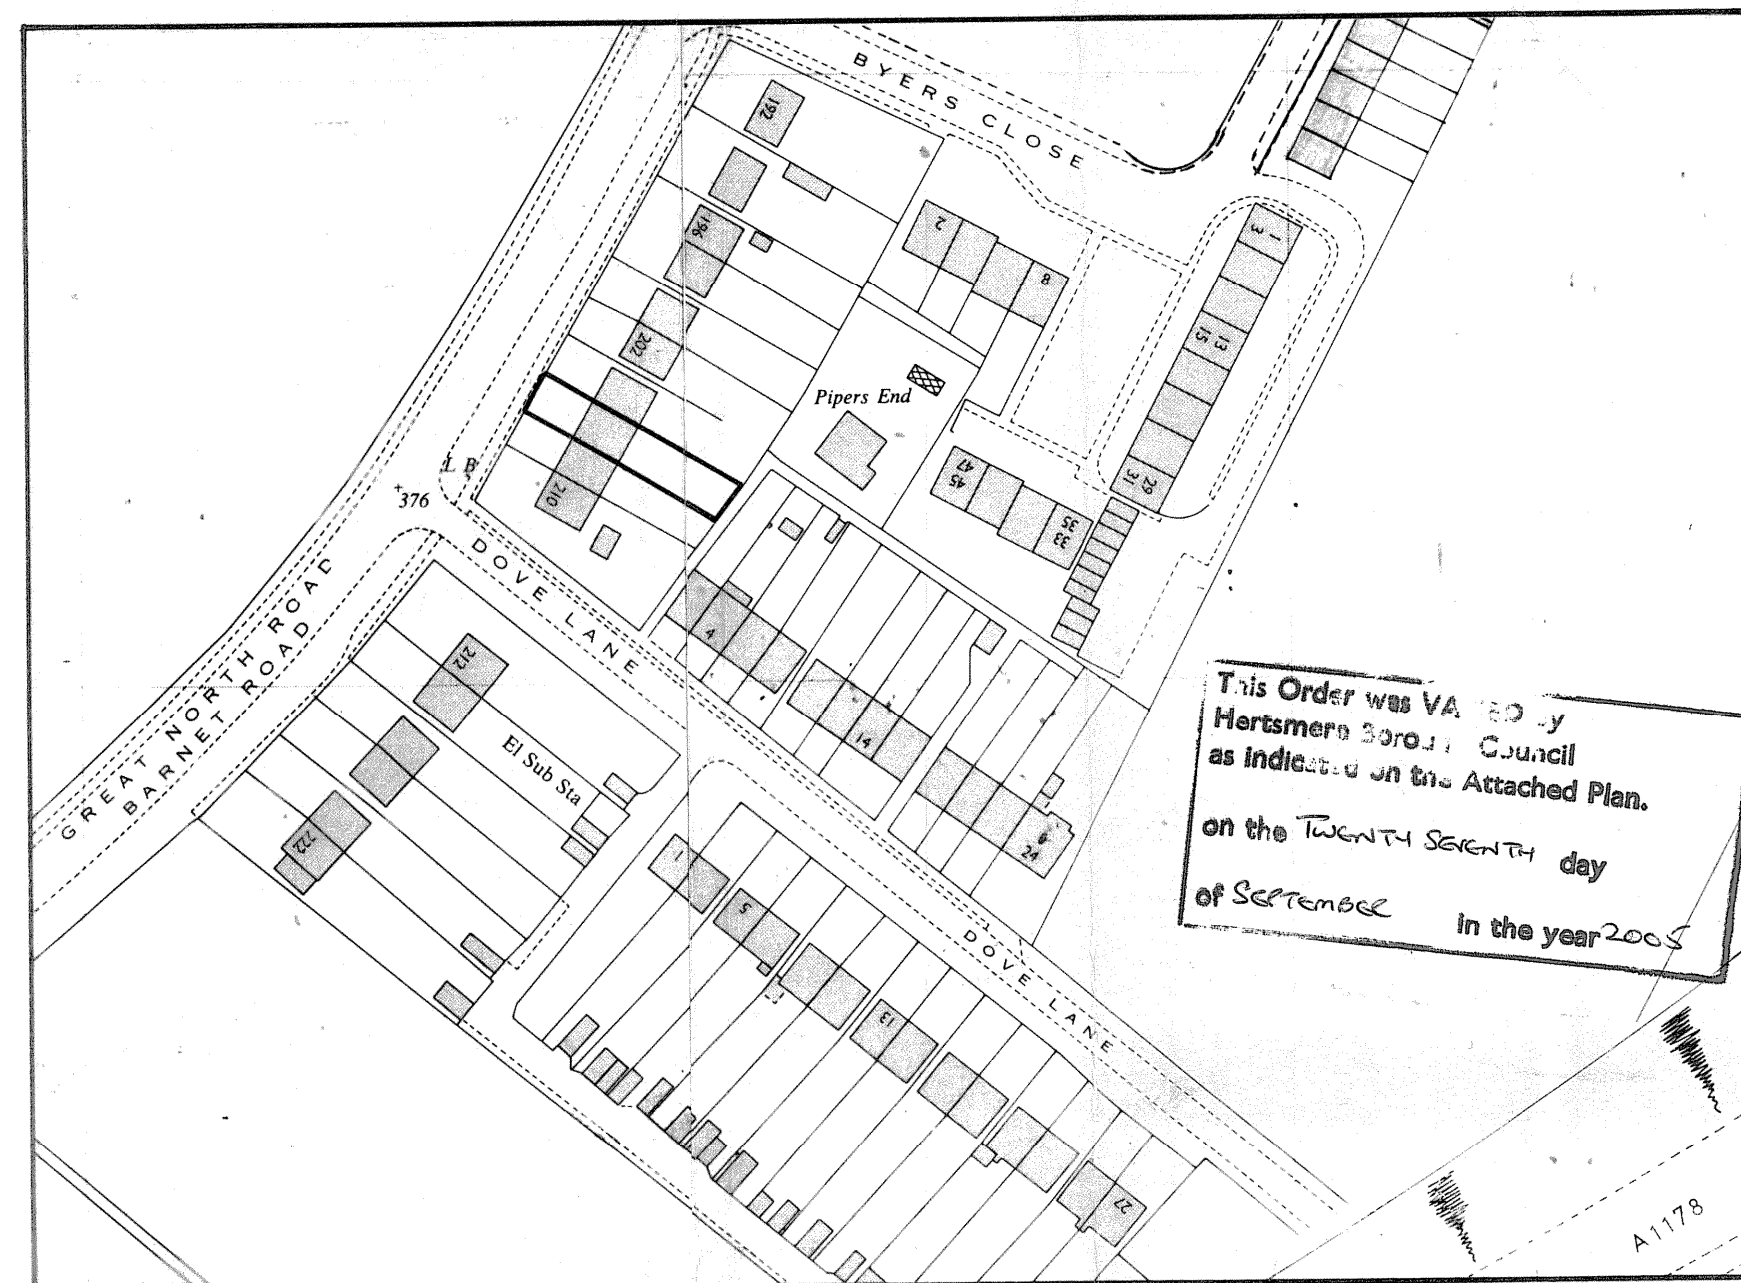 BYERS CLOSE
192
196
202
210
2
8
1
3
13
15
29
31
Pipers End
45
47
35
33
L B
376
DOVE LANE
GREAT NORTH ROAD
BARNET ROAD
212
222
El Sub Sta
4
14
24
1
5
13
27
DOVE LANE
This Order was
Hertsmere Council
as indicated on the Attached Plan.
on the TWENTY SEVENTH day
of SEPTEMBER in the year 2005
A1178